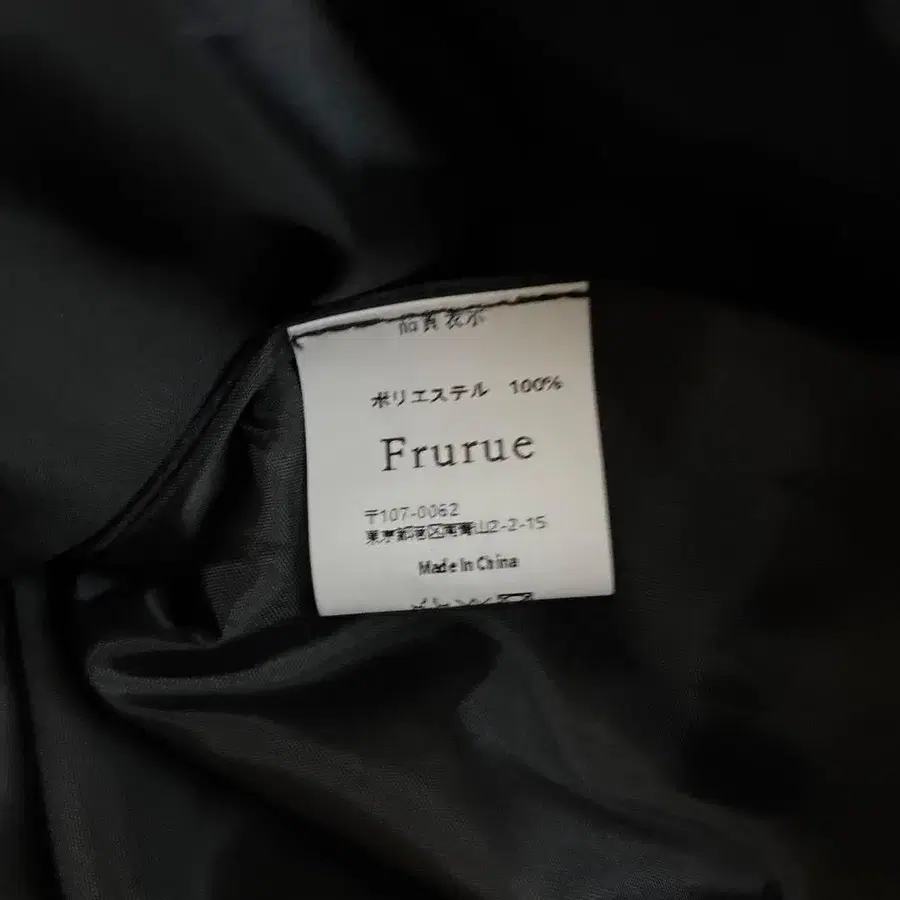 品質表示
ポリエステル 100%
Frurue
〒107-0062
東京都港区南青山2-2-15
Made In China